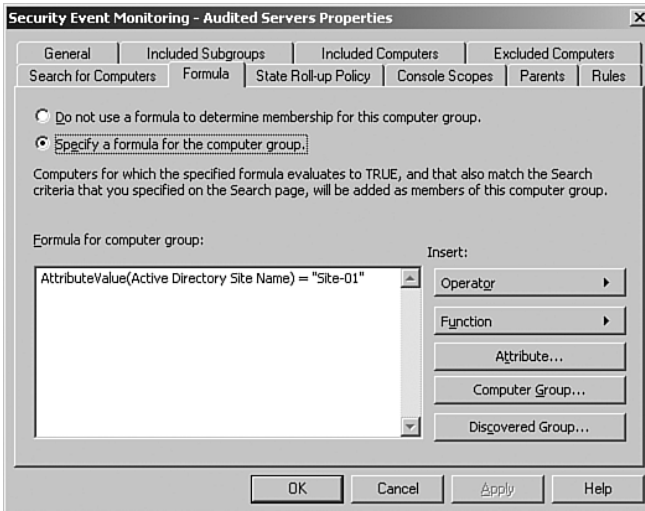 Security Event Monitoring - Audited Servers Properties
General Included Subgroups Included Computers Excluded Computers
Search for Computers Formula State Roll-up Policy Console Scopes Parents Rules
Do not use a formula to determine membership for this computer group.
Specify a formula for the computer group.
Computers for which the specified formula evaluates to TRUE, and that also match the Search
criteria that you specified on the Search page, will be added as members of this computer group.
Formula for computer group:
Insert:
AttributeValue(Active Directory Site Name) = "Site-01"
Operator
Function
Attribute...
Computer Group...
Discovered Group...
OK Cancel Apply Help